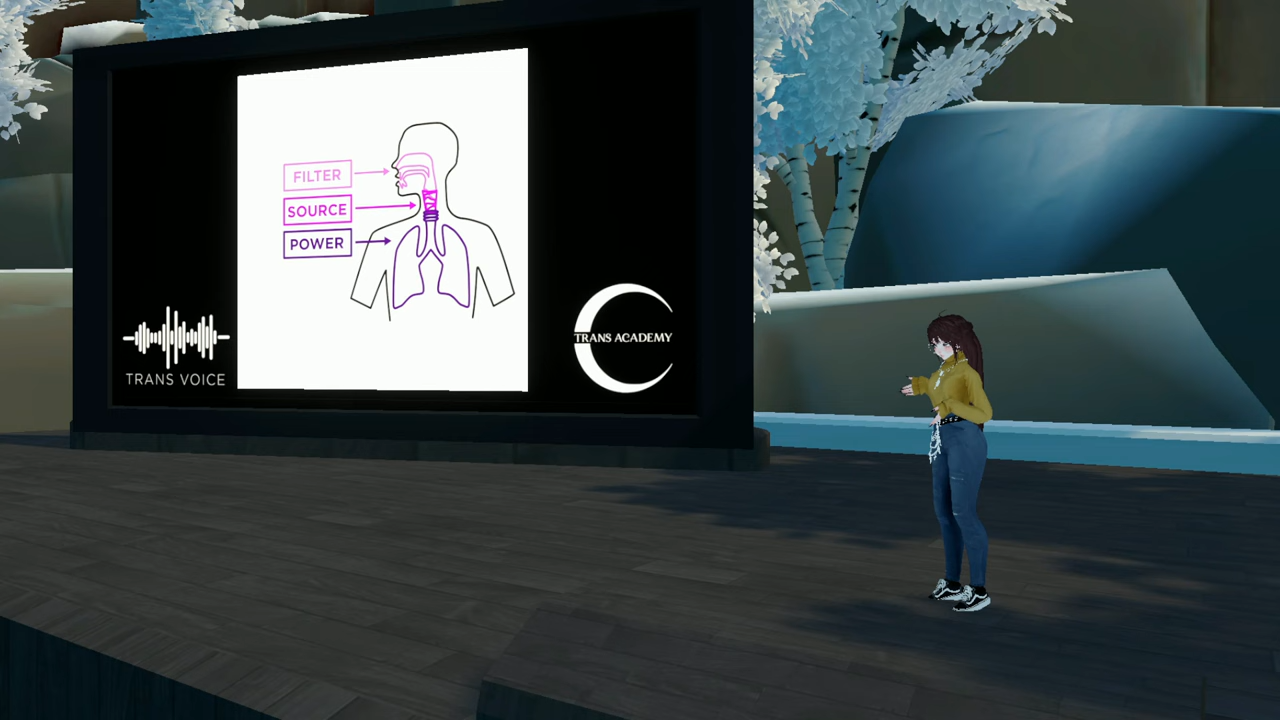 FILTER
SOURCE
POWER
TRANS VOICE
TRANS ACADEMY